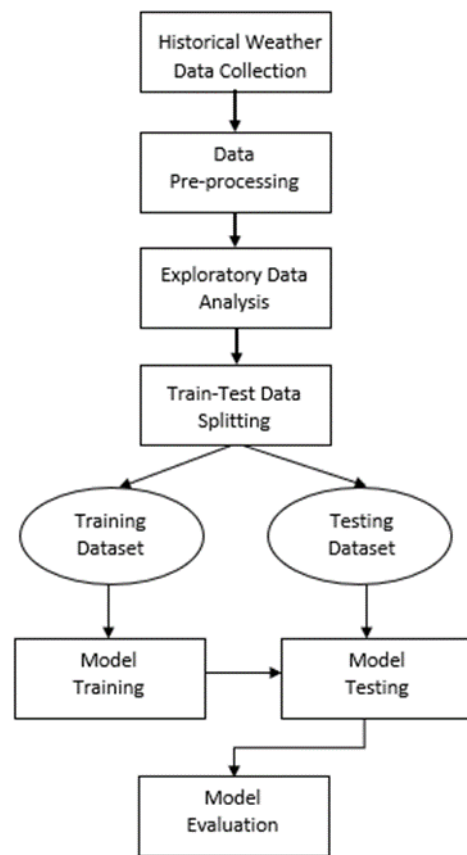 Historical Weather
Data Collection
Data
Pre-processing
Exploratory Data
Analysis
Train-Test Data
Splitting
Training
Dataset
Testing
Dataset
Model
Training
Model
Testing
Model
Evaluation